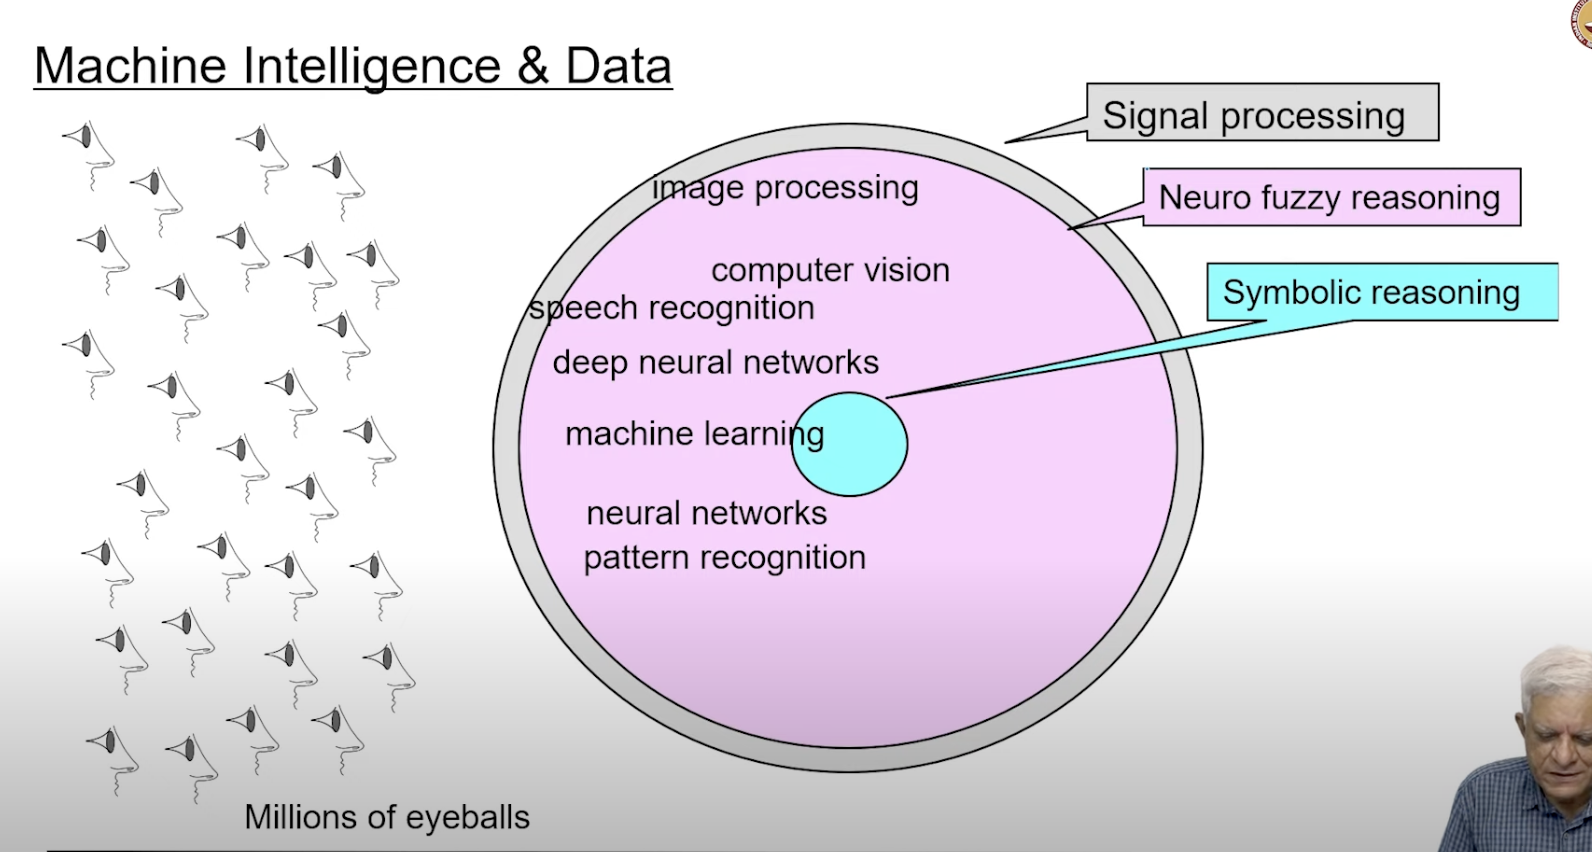 Machine Intelligence & Data
Signal processing
image processing
Neuro fuzzy reasoning
computer vision
Symbolic reasoning
speech recognition
deep neural networks
machine learning
neural networks
pattern recognition
Millions of eyeballs